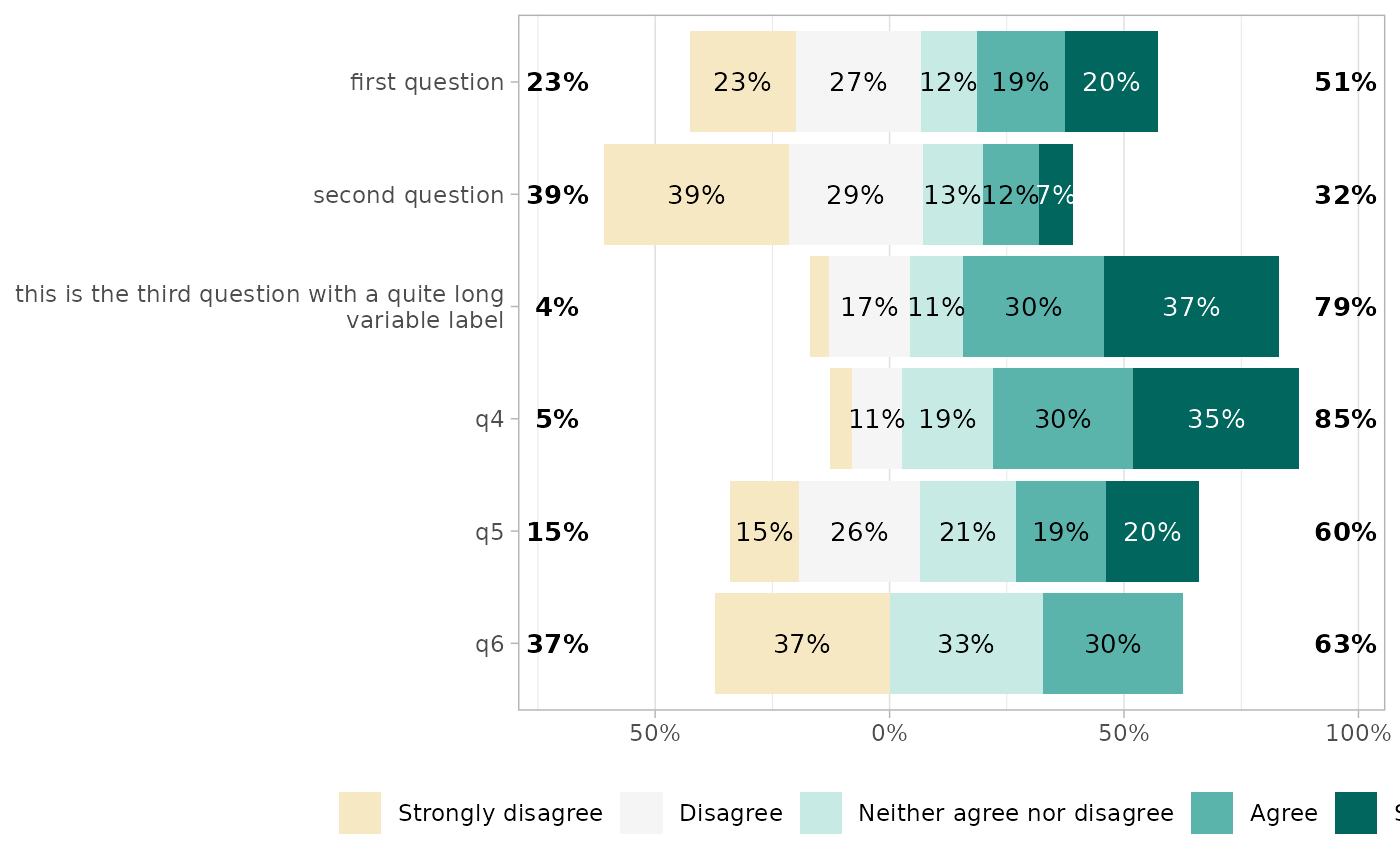 first question 23% 23% 27% 12% 19% 20% 51%
second question 39% 39% 29% 13% 12% 7% 32%
this is the third question with a quite long
variable label 4% 17% 11% 30% 37% 79%
q4 5% 11% 19% 30% 35% 85%
q5 15% 15% 26% 21% 19% 20% 60%
q6 37% 37% 33% 30% 63%
50% 0% 50% 100%
Strongly disagree Disagree Neither agree nor disagree Agree